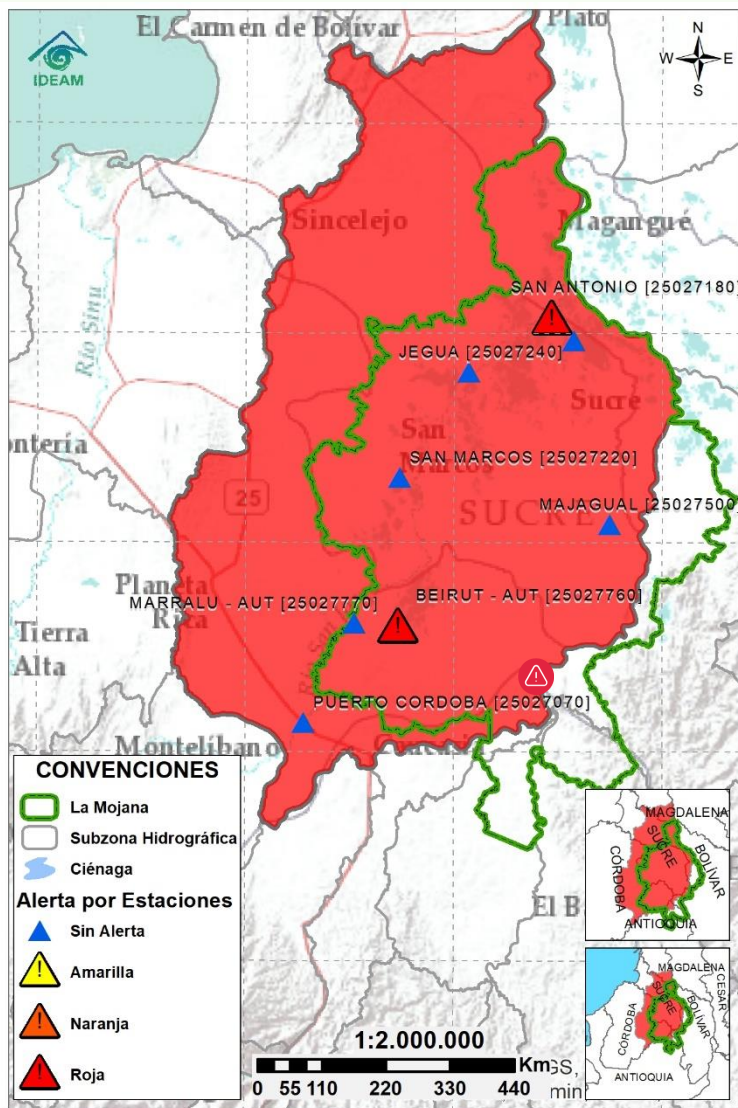 El Carmen de Bolívar
Plato
IDEAM
N
W
E
S
Sincelejo
Magangué
Río Sinú
SAN ANTONIO [25027180]
JEGUA [25027240]
Sucre
San
Marcos
SAN MARCOS [25027220]
25
SUCRE
MAJAGUAL [25027500]
Planeta
Rica
MARRALU - AUT [25027770]
BEIRUT - AUT [25027760]
Tierra
Alta
PUERTO CORDOBA [25027070]
Montelíbano
CONVENCIONES
La Mojana
Subzona Hidrográfica
Ciénaga
Alerta por Estaciones
Sin Alerta
Amarilla
Naranja
Roja
El B
1:2.000.000
Km
0 55 110 220 330 440
MAGDALENA
SUCRE
BOLÍVAR
CÓRDOBA
ANTIOQUIA
MAGDALENA
CESAR
SUCRE
BOLÍVAR
CÓRDOBA
ANTIOQUIA